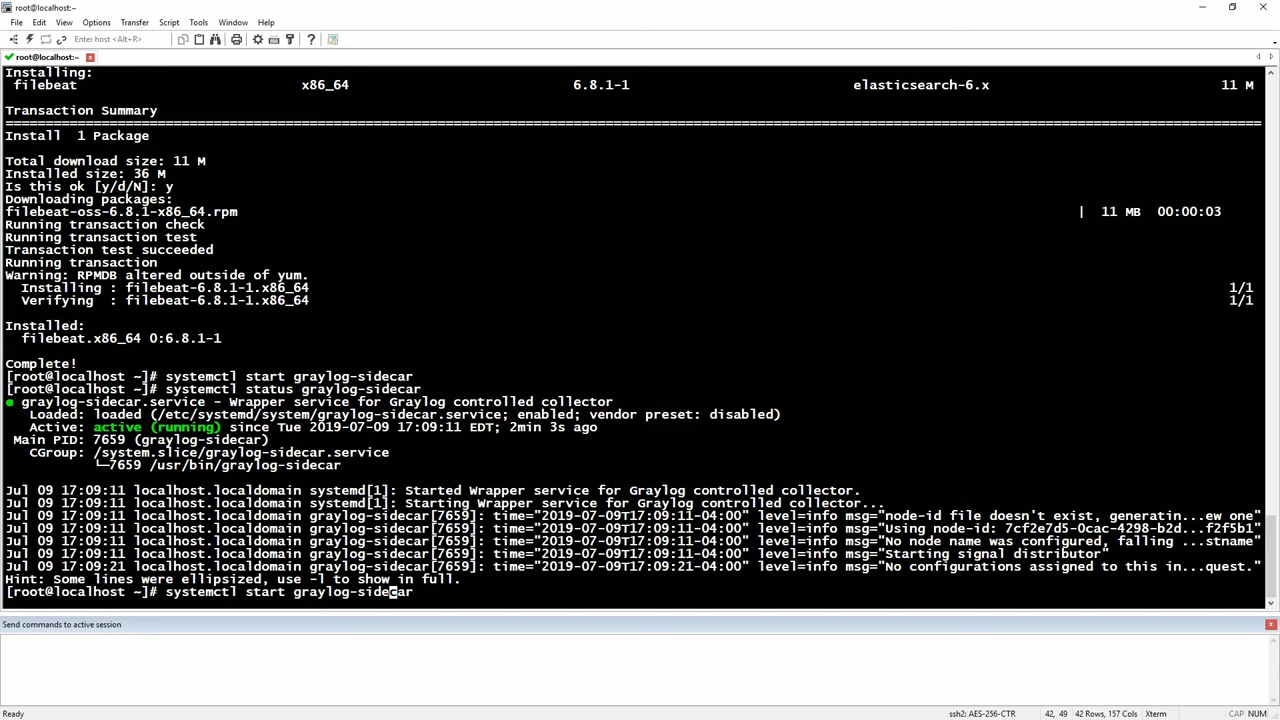 root@localhost:~
File Edit View Options Transfer Script Tools Window Help
Enter host <Alt+R>
root@localhost:~
Installing:
filebeat x86_64 6.8.1-1 elasticsearch-6.x 11 M
Transaction Summary
================================================================================
Install 1 Package
Total download size: 11 M
Installed size: 36 M
Is this ok [y/d/N]: y
Downloading packages:
filebeat-oss-6.8.1-x86_64.rpm | 11 MB 00:00:03
Running transaction check
Running transaction test
Transaction test succeeded
Running transaction
Warning: RPMDB altered outside of yum.
Installing : filebeat-6.8.1-1.x86_64 1/1
Verifying : filebeat-6.8.1-1.x86_64 1/1
Installed:
filebeat.x86_64 0:6.8.1-1
Complete!
[root@localhost ~]# systemctl start graylog-sidecar
[root@localhost ~]# systemctl status graylog-sidecar
● graylog-sidecar.service - Wrapper service for Graylog controlled collector
Loaded: loaded (/etc/systemd/system/graylog-sidecar.service; enabled; vendor preset: disabled)
Active: active (running) since Tue 2019-07-09 17:09:11 EDT; 2min 3s ago
Main PID: 7659 (graylog-sidecar)
CGroup: /system.slice/graylog-sidecar.service
└─7659 /usr/bin/graylog-sidecar
Jul 09 17:09:11 localhost.localdomain systemd[1]: Started Wrapper service for Graylog controlled collector.
Jul 09 17:09:11 localhost.localdomain systemd[1]: Starting Wrapper service for Graylog controlled collector...
Jul 09 17:09:11 localhost.localdomain graylog-sidecar[7659]: time="2019-07-09T17:09:11-04:00" level=info msg="node-id file doesn't exist, generatin...ew one"
Jul 09 17:09:11 localhost.localdomain graylog-sidecar[7659]: time="2019-07-09T17:09:11-04:00" level=info msg="Using node-id: 7cf2e7d5-0cac-4298-b2d...f2f5b1"
Jul 09 17:09:11 localhost.localdomain graylog-sidecar[7659]: time="2019-07-09T17:09:11-04:00" level=info msg="No node name was configured, falling ...stname"
Jul 09 17:09:11 localhost.localdomain graylog-sidecar[7659]: time="2019-07-09T17:09:11-04:00" level=info msg="Starting signal distributor"
Jul 09 17:09:21 localhost.localdomain graylog-sidecar[7659]: time="2019-07-09T17:09:21-04:00" level=info msg="No configurations assigned to this in...quest."
Hint: Some lines were ellipsized, use -l to show in full.
[root@localhost ~]# systemctl start graylog-sidecar
Send commands to active session
Ready ssh2: AES-256-CTR 42, 49 42 Rows, 157 Cols Xterm CAP NUM